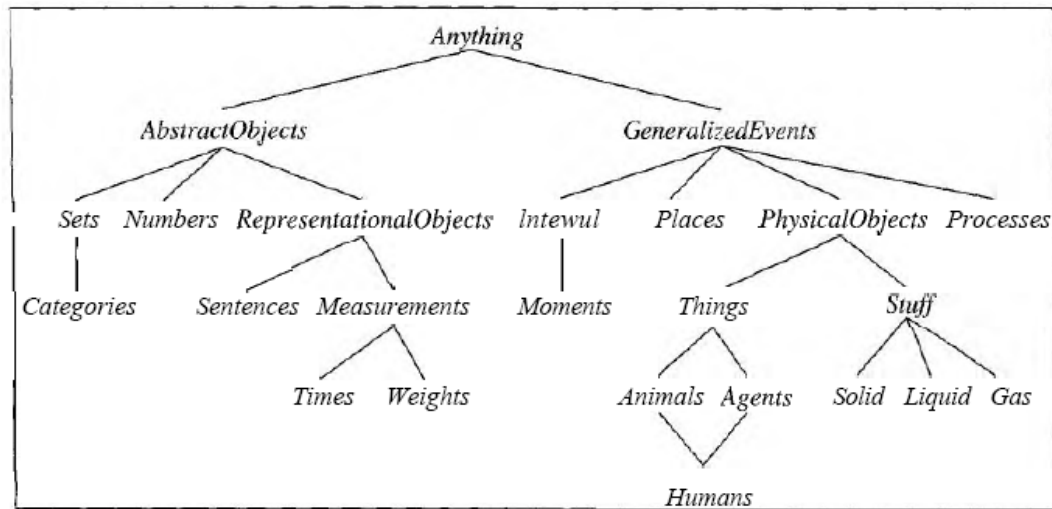 Anything
AbstractObjects GeneralizedEvents
Sets Numbers RepresentationalObjects Intewul Places PhysicalObjects Processes
Categories Sentences Measurements Moments Things Stuff
Times Weights Animals Agents Solid Liquid Gas
Humans